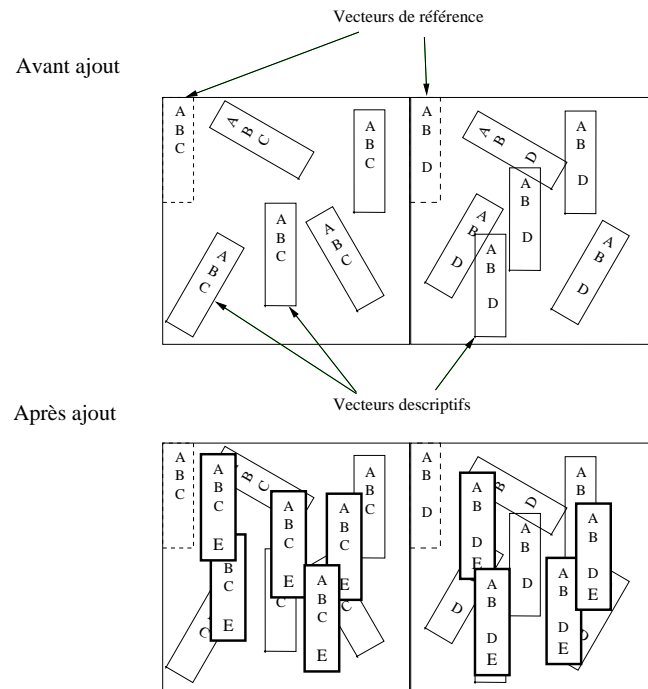 Vecteurs de référence
Avant ajout
A B C
A B C
A B C
A B D
A B D
A B D
A B D
A B C
A B C
A B C
A B D
A B D
A B D
Vecteurs descriptifs
Après ajout
A B C
A B C E
B C
A B C
A B D
A B D E
B D
A B
A B C E
A B C E
A B D
A B D E
B C E
A B C E
A B D E
A B D E
C
C
C
D